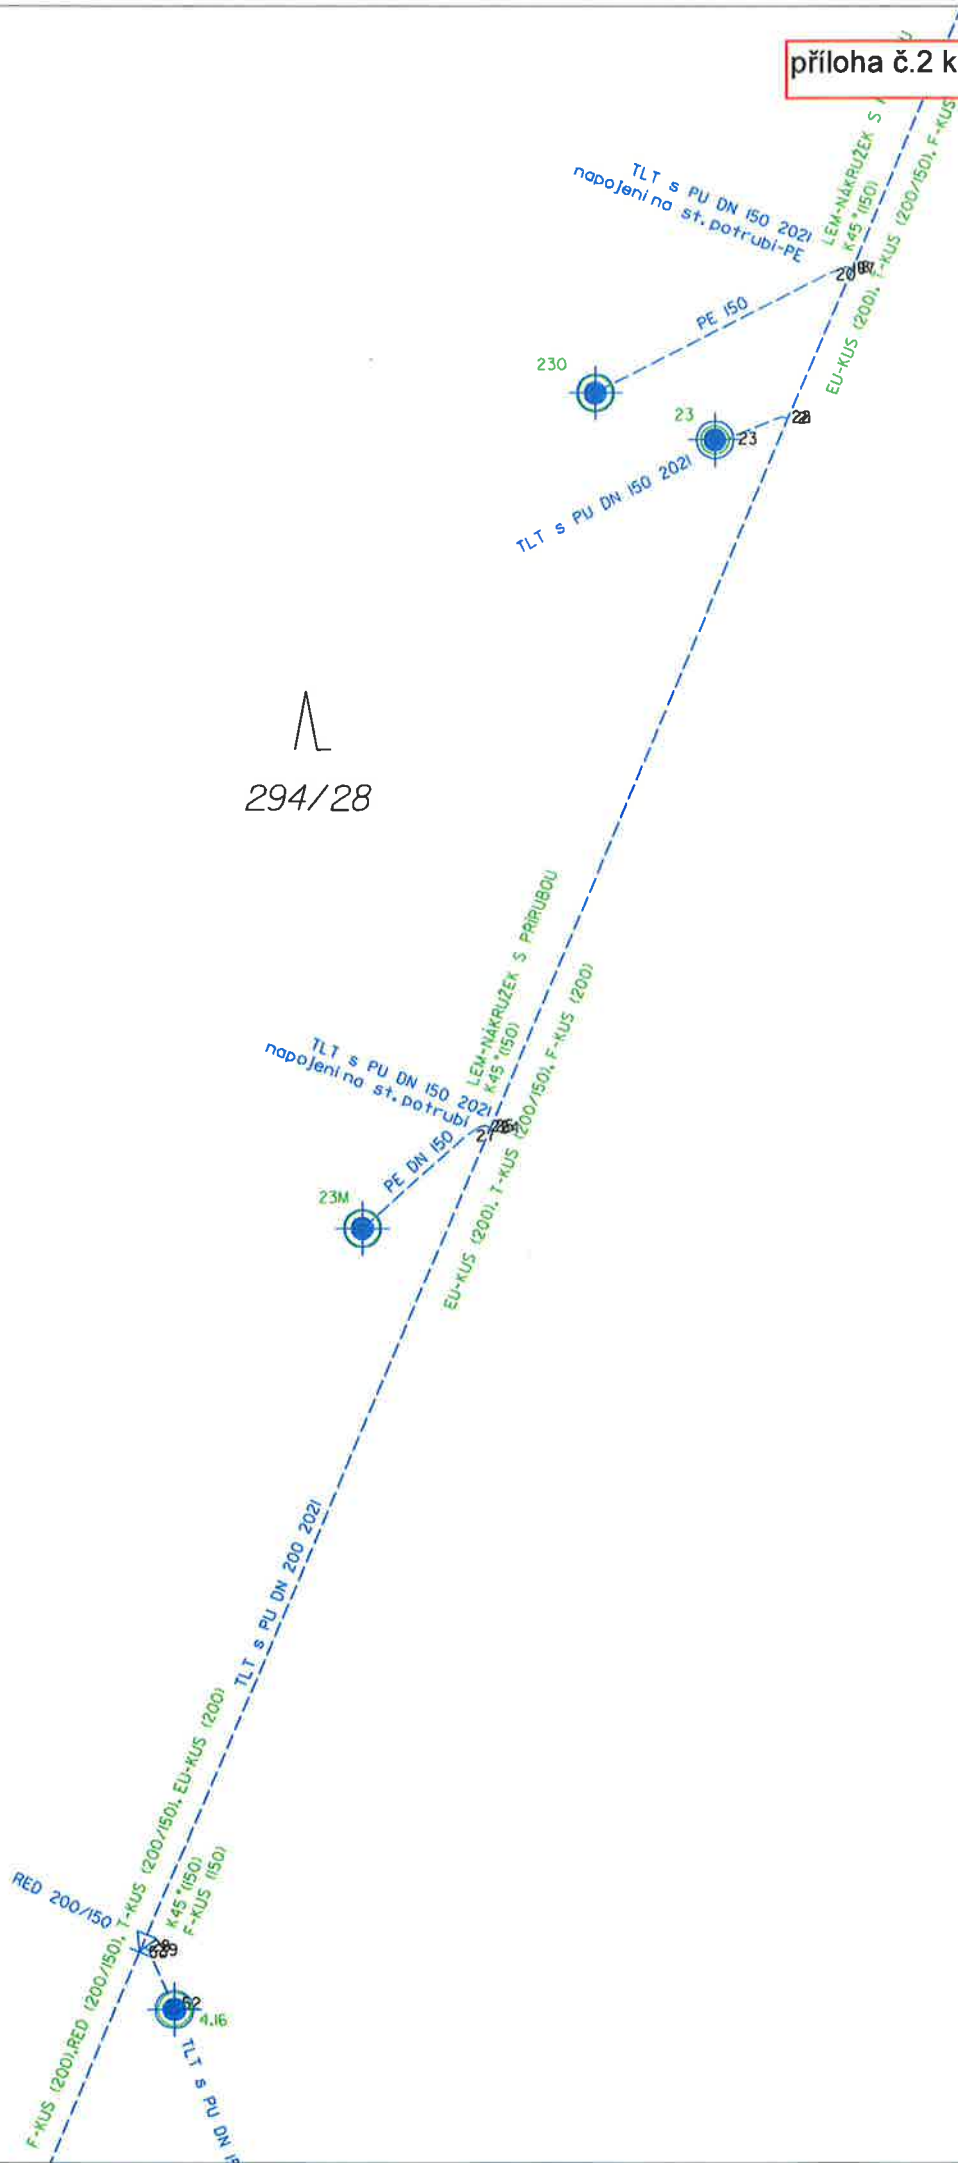 příloha č.2 k
LEM-NÁKRUŽEK S
K45°(150)
TLT s PU DN 150 2021
napojení na st. potrubí-PE
EU-KUS (200), T-KUS (200/150), F-KUS
PE 150
20
230
23
23
TLT s PU DN 150 2021
294/28
LEM-NÁKRUŽEK S PŘÍRUBOU
K45°(150)
TLT s PU DN 150 2021
napojení na st. potrubí
EU-KUS (200), T-KUS (200/150), F-KUS (200)
27
PE DN 150
23M
TLT s PU DN 200 2021
F-KUS (200),RED (200/150), T-KUS (200/150), EU-KUS (200)
K45°(150)
F-KUS (150)
RED 200/150
52
4.16
TLT s PU DN